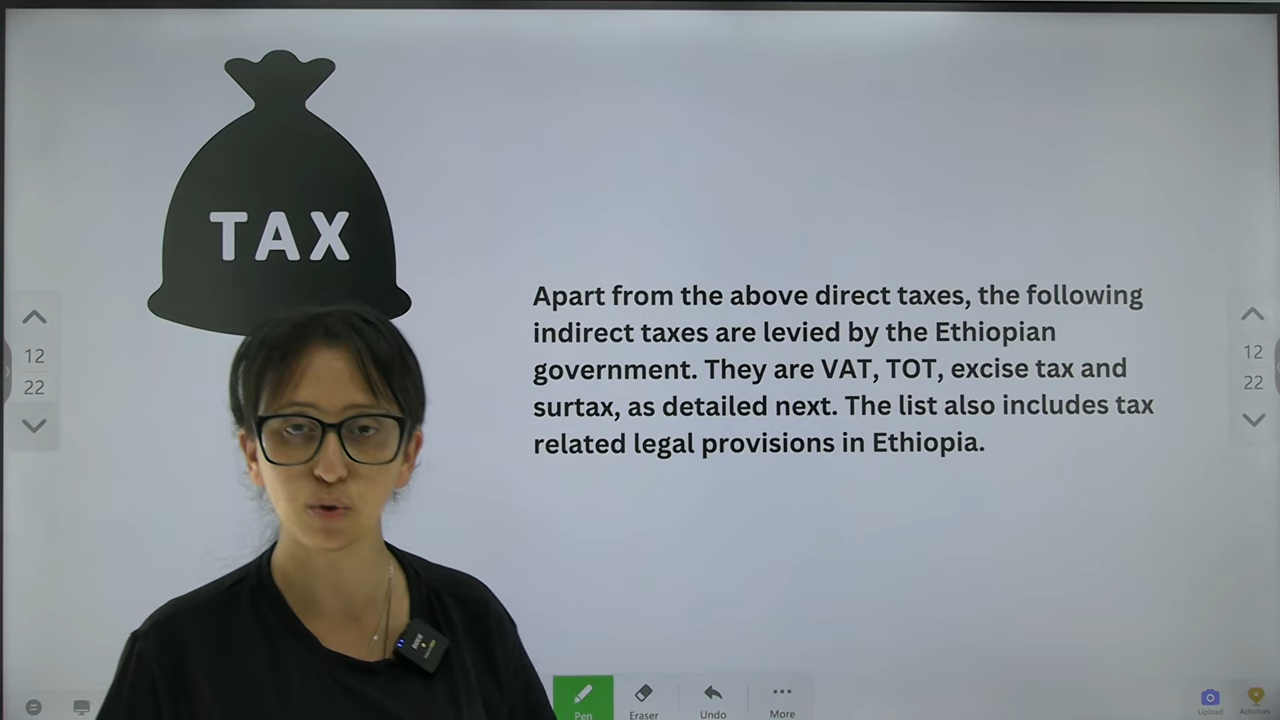 TAX
Apart from the above direct taxes, the following
indirect taxes are levied by the Ethiopian
government. They are VAT, TOT, excise tax and
surtax, as detailed next. The list also includes tax
related legal provisions in Ethiopia.
12
22
12
22
Pen
Eraser
Undo
More
Upload
Activities